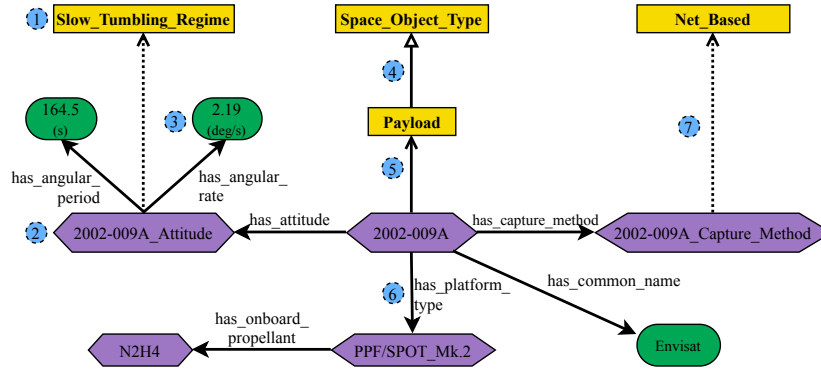 1
Slow_Tumbling_Regime
Space_Object_Type
Net_Based
4
164.5
(s)
3
2.19
(deg/s)
Payload
7
5
has_angular_
period
has_angular_
rate
2
2002-009A_Attitude
has_attitude
2002-009A
has_capture_method
2002-009A_Capture_Method
6
has_platform_
type
has_common_name
has_onboard_
propellant
N2H4
PPF/SPOT_Mk.2
Envisat